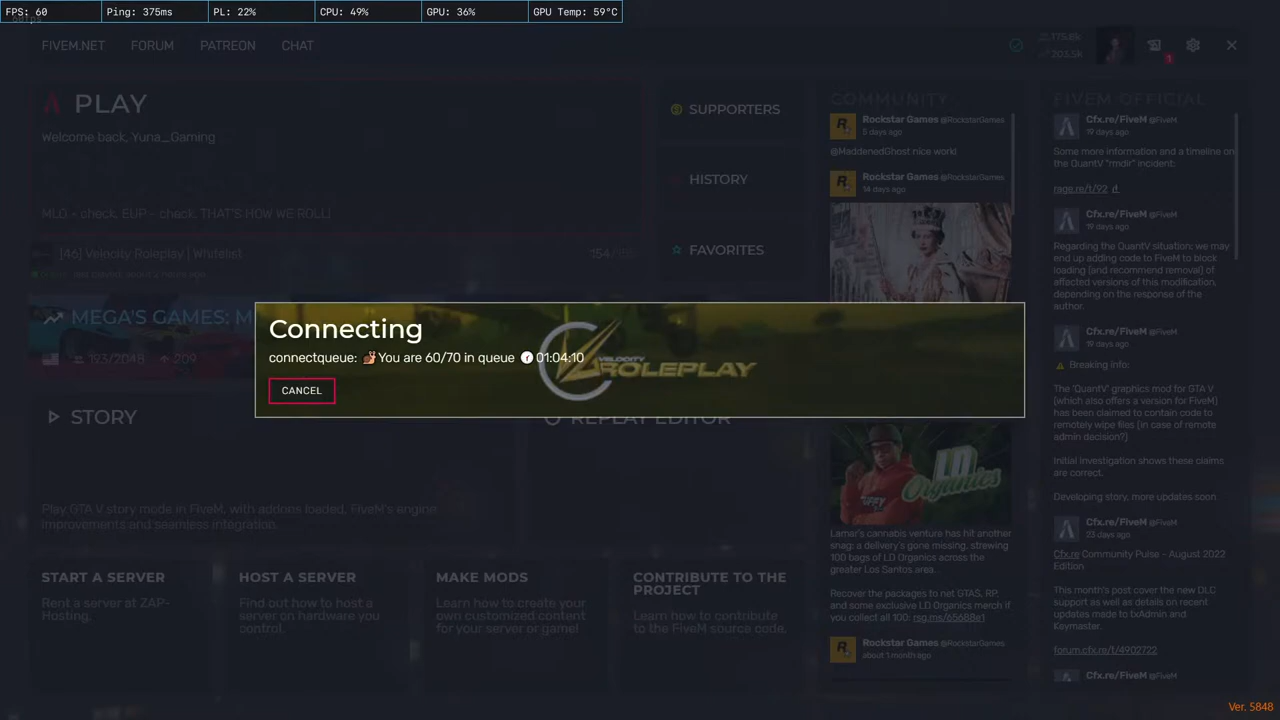 FPS: 60
Ping: 375ms
PL: 22%
CPU: 49%
GPU: 36%
GPU Temp: 59°C
FIVEM.NET
FORUM
PATREON
CHAT
175.8k
203.5k
1
PLAY
Welcome back, Yuna_Gaming
MLO - check, EUP - check. THAT'S HOW WE ROLL!
[46] Velocity Roleplay | Whitelist
154/
SUPPORTERS
HISTORY
FAVORITES
MEGA'S GAMES: M
193/2048
209
Connecting
connectqueue: 🐌You are 60/70 in queue 🕐01:04:10
CANCEL
VELOCITY
ROLEPLAY
STORY
Play GTA V story mode in FiveM, with addons loaded, FiveM's engine
improvements and seamless integration.
REPLAY EDITOR
START A SERVER
Rent a server at ZAP-
Hosting.
HOST A SERVER
Find out how to host a
server on hardware you
control.
MAKE MODS
Learn how to create your
own customized content
for your server or game!
CONTRIBUTE TO THE
PROJECT
Learn how to contribute
to the FiveM source code.
COMMUNITY
Rockstar Games @RockstarGames
5 days ago
@MaddenedGhost nice work!
Rockstar Games @RockstarGames
14 days ago
LD
Organics
Lamar's cannabis venture has hit another
snag: a delivery's gone missing, strewing
100 bags of LD Organics across the
greater Los Santos area...
Recover the packages to net GTA$, RP,
and some exclusive LD Organics merch if
you collect all 100: rsg.ms/65688e1
Rockstar Games @RockstarGames
about 1 month ago
FIVEM OFFICIAL
Cfx.re/FiveM @FiveM
19 days ago
Some more information and a timeline on
the QuantV "rmdir" incident:
rage.re/t/92
Cfx.re/FiveM @FiveM
19 days ago
Regarding the QuantV situation: we may
end up adding code to FiveM to block
loading (and recommend removal) of
affected versions of this modification,
depending on the response of the
author.
Cfx.re/FiveM @FiveM
19 days ago
⚠ Breaking info:
The 'QuantV' graphics mod for GTA V
(which also offers a version for FiveM)
has been claimed to contain code to
remotely wipe files (in case of remote
admin decision?)
Initial investigation shows these claims
are correct.
Developing story, more updates soon.
Cfx.re/FiveM @FiveM
23 days ago
Cfx.re Community Pulse - August 2022
Edition
This month's post cover the new DLC
support as well as details on recent
updates made to txAdmin and
Keymaster.
forum.cfx.re/t/4902722
Cfx.re/FiveM @FiveM
Ver. 5848